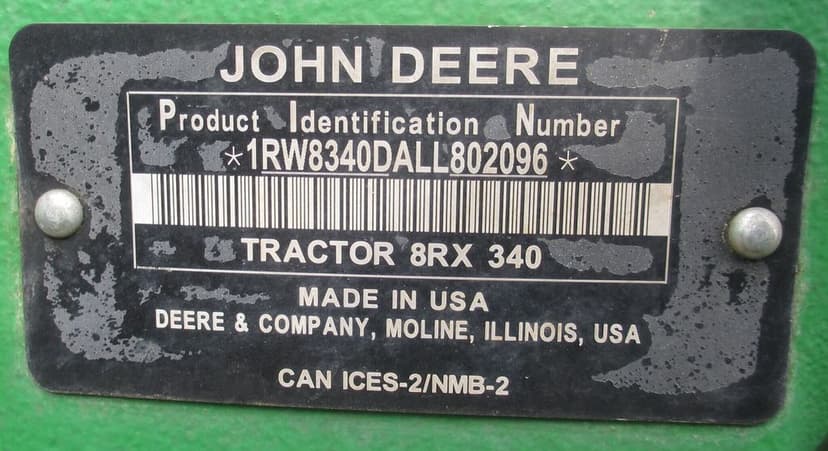 JOHN DEERE
Product Identification Number
*1RW8340DALL802096*
TRACTOR 8RX 340
MADE IN USA
DEERE & COMPANY, MOLINE, ILLINOIS, USA
CAN ICES-2/NMB-2